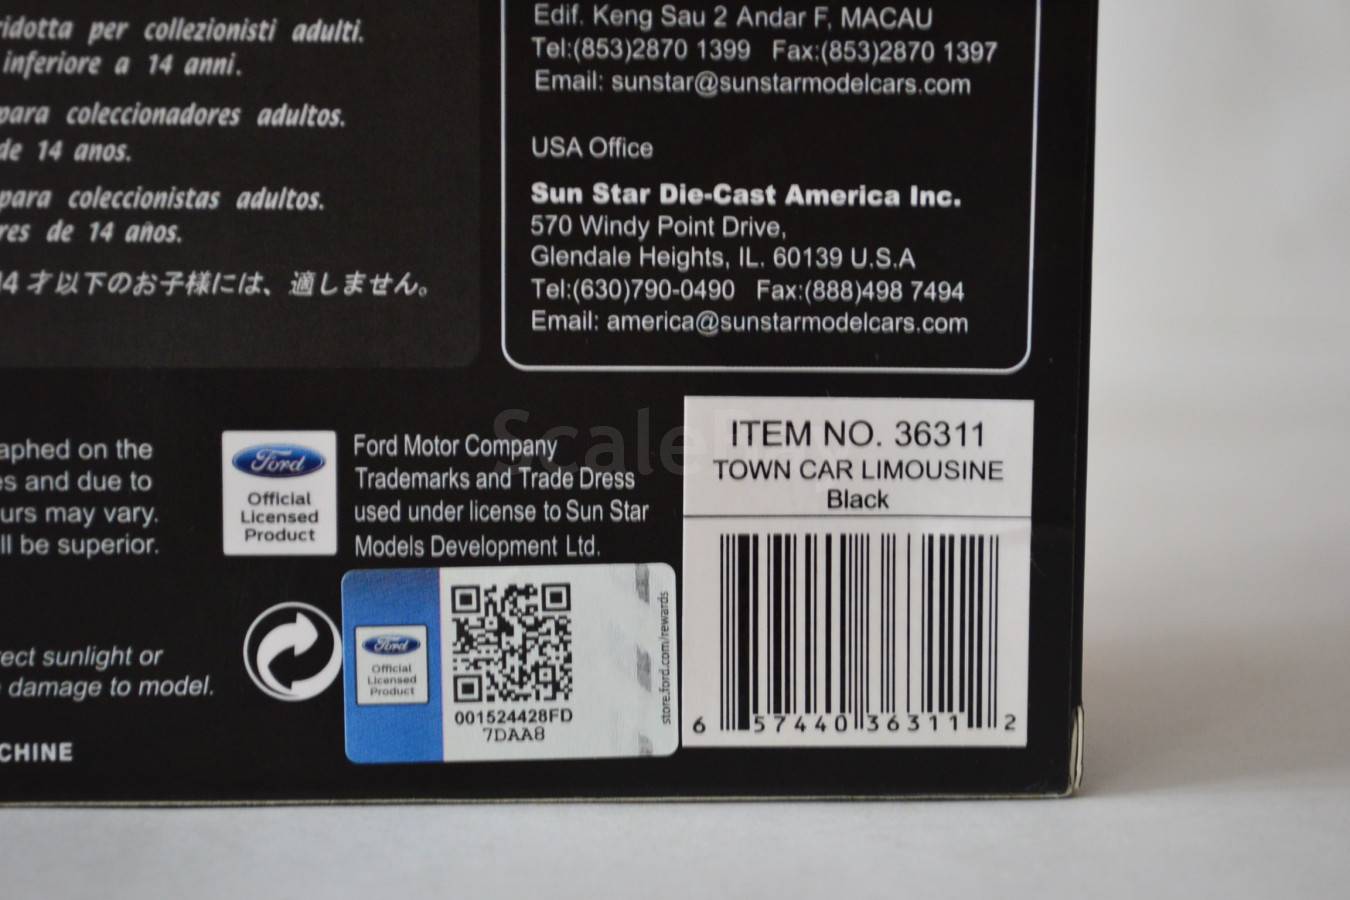 ridotta per collezionisti adulti.
inferiore a 14 anni.
para coleccionadores adultos.
de 14 anos.
para coleccionistas adultos.
res de 14 años.
14 才以下のお子様には、適しません。
Edif. Keng Sau 2 Andar F, MACAU
Tel:(853)2870 1399 Fax:(853)2870 1397
Email: sunstar@sunstarmodelcars.com
USA Office
Sun Star Die-Cast America Inc.
570 Windy Point Drive,
Glendale Heights, IL. 60139 U.S.A
Tel:(630)790-0490 Fax:(888)498 7494
Email: america@sunstarmodelcars.com
aphed on the
es and due to
urs may vary.
ll be superior.
Ford
Official
Licensed
Product
Ford Motor Company
Trademarks and Trade Dress
used under license to Sun Star
Models Development Ltd.
ITEM NO. 36311
TOWN CAR LIMOUSINE
Black
6 57440 36311 2
rect sunlight or
damage to model.
CHINE
Ford
Official
Licensed
Product
001524428FD
7DAA8
store.ford.com/rewards